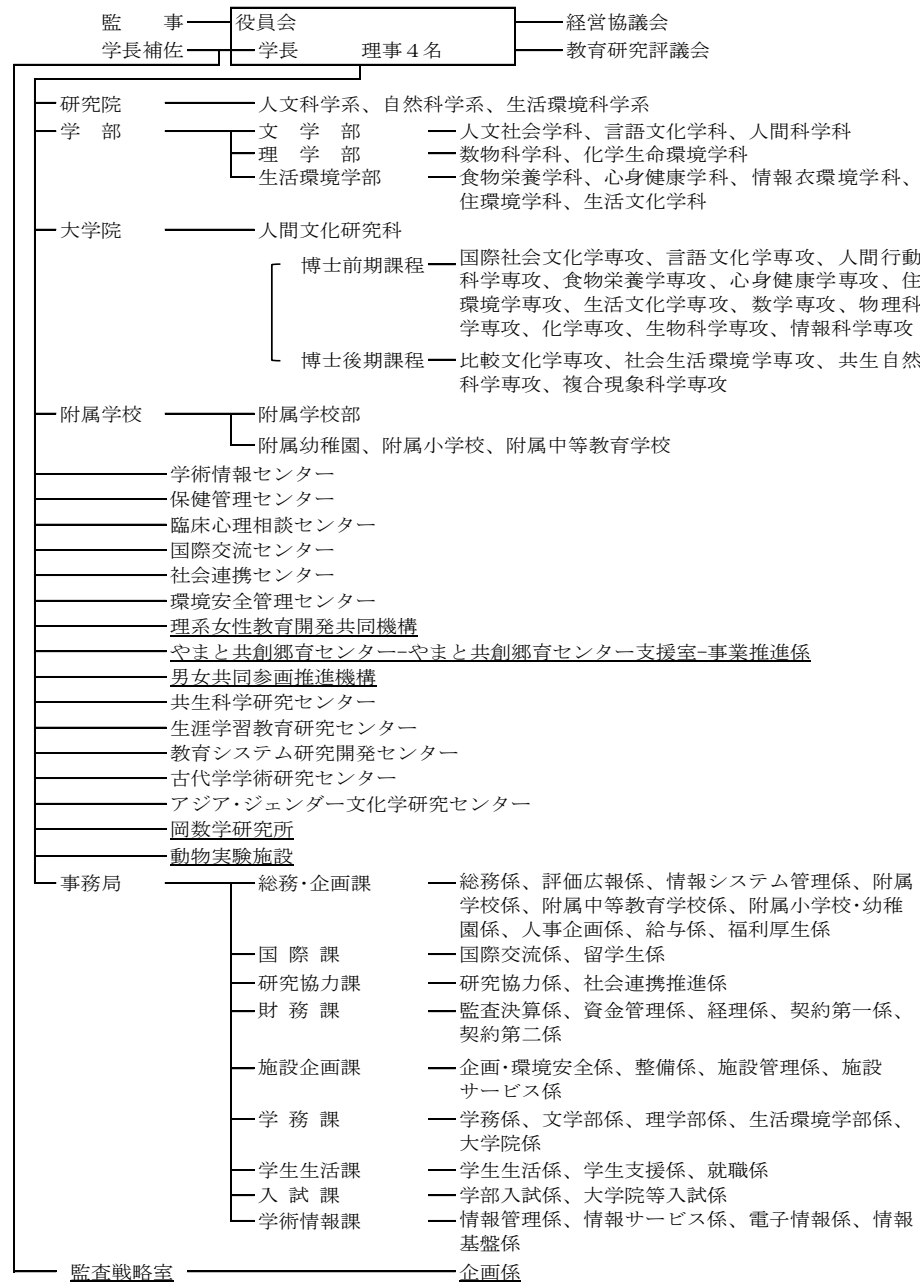 監 事 役員会 経営協議会
学長補佐 学長 理事４名 教育研究評議会
研究院 人文科学系、自然科学系、生活環境科学系
学 部 文 学 部 人文社会学科、言語文化学科、人間科学科
理 学 部 数物科学科、化学生命環境学科
生活環境学部 食物栄養学科、心身健康学科、情報衣環境学科、
住環境学科、生活文化学科
大学院 人間文化研究科
博士前期課程 国際社会文化学専攻、言語文化学専攻、人間行動
科学専攻、食物栄養学専攻、心身健康学専攻、住
環境学専攻、生活文化学専攻、数学専攻、物理科
学専攻、化学専攻、生物科学専攻、情報科学専攻
博士後期課程 比較文化学専攻、社会生活環境学専攻、共生自然
科学専攻、複合現象科学専攻
附属学校 附属学校部
附属幼稚園、附属小学校、附属中等教育学校
学術情報センター
保健管理センター
臨床心理相談センター
国際交流センター
社会連携センター
環境安全管理センター
理系女性教育開発共同機構
やまと共創郷育センター−やまと共創郷育センター支援室−事業推進係
男女共同参画推進機構
共生科学研究センター
生涯学習教育研究センター
教育システム研究開発センター
古代学学術研究センター
アジア・ジェンダー文化学研究センター
岡数学研究所
動物実験施設
事務局 総務・企画課 総務係、評価広報係、情報システム管理係、附属
学校係、附属中等教育学校係、附属小学校・幼稚
園係、人事企画係、給与係、福利厚生係
国 際 課 国際交流係、留学生係
研究協力課 研究協力係、社会連携推進係
財 務 課 監査決算係、資金管理係、経理係、契約第一係、
契約第二係
施設企画課 企画・環境安全係、整備係、施設管理係、施設
サービス係
学 務 課 学務係、文学部係、理学部係、生活環境学部係、
大学院係
学生生活課 学生生活係、学生支援係、就職係
入 試 課 学部入試係、大学院等入試係
学術情報課 情報管理係、情報サービス係、電子情報係、情報
基盤係
監査戦略室 企画係